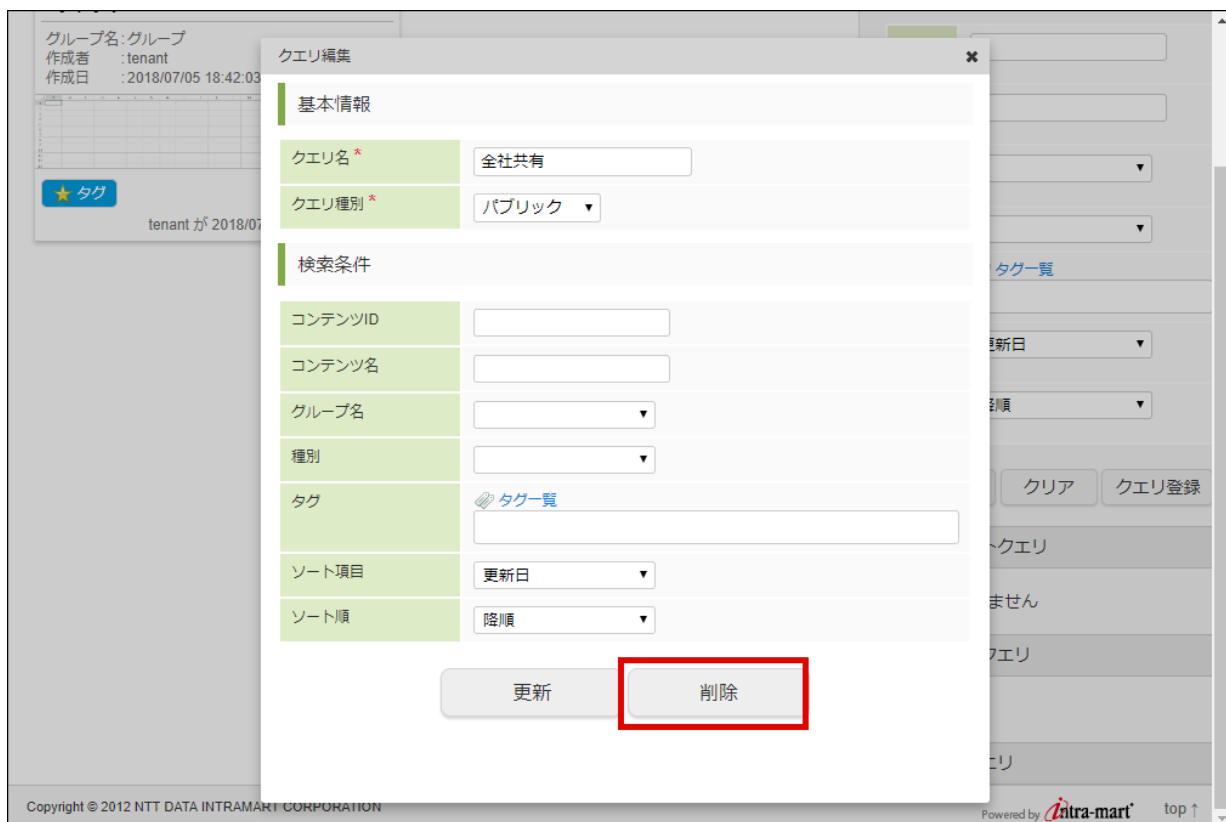 グループ名:グループ
作成者 :tenant
作成日 :2018/07/05 18:42:03
タグ
tenant が 2018/07
クエリ編集
基本情報
クエリ名*
全社共有
クエリ種別*
パブリック
検索条件
コンテンツID
コンテンツ名
グループ名
種別
タグ
タグ一覧
ソート項目
更新日
ソート順
降順
更新
削除
タグ一覧
更新日
降順
クリア
クエリ登録
トクエリ
ません
クエリ
エリ
Copyright © 2012 NTT DATA INTRAMART CORPORATION
Powered by intra-mart
top ↑